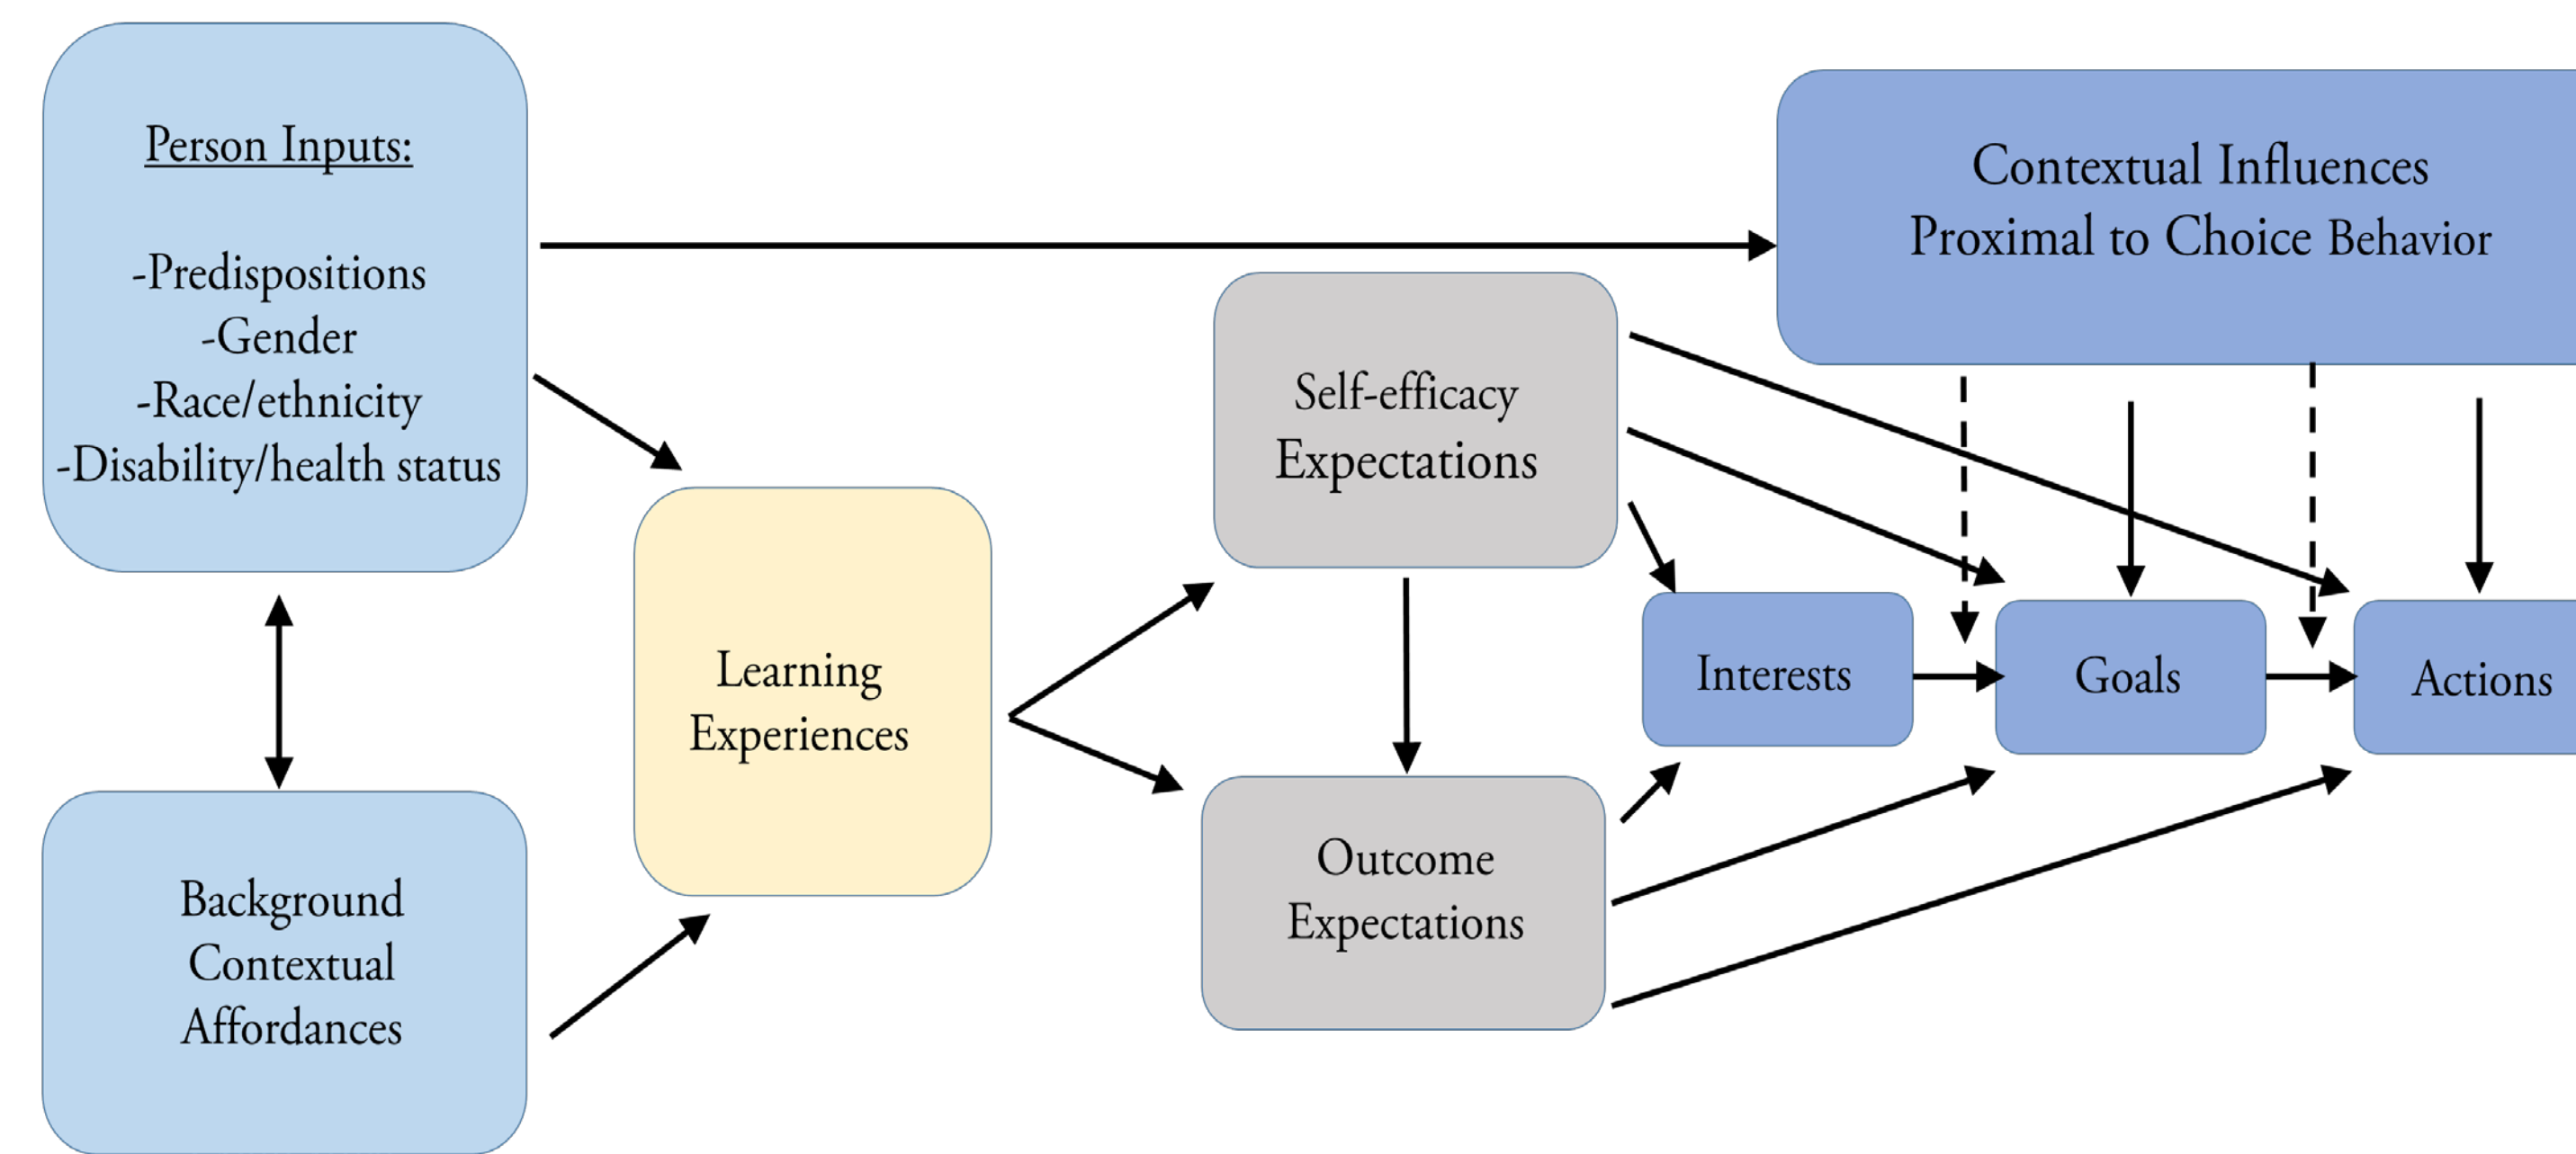 Person Inputs:
-Predispositions
-Gender
-Race/ethnicity
-Disability/health status
Background
Contextual
Affordances
Learning
Experiences
Self-efficacy
Expectations
Outcome
Expectations
Contextual Influences
Proximal to Choice Behavior
Interests
Goals
Actions